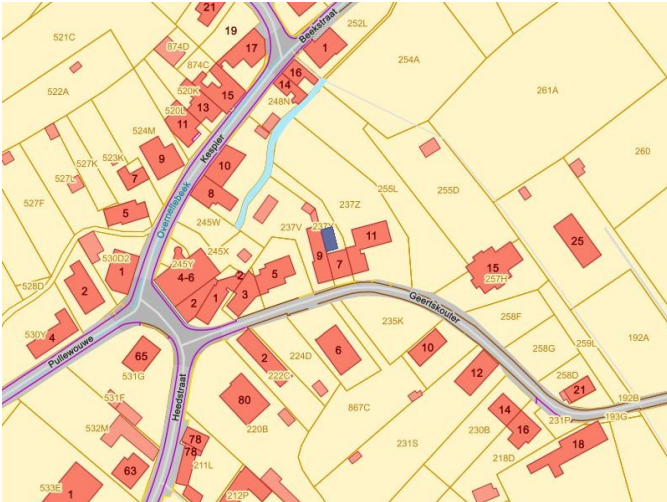 21
19
252L
521C
874D
17
Beekstraat
1
254A
874C
16
522A
520K
14
261A
15
248N
13
520L
11
524M
Kespier
260
523K
9
10
527K
7
527L
8
255L
255D
527F
5
Overnellebeek
245W
237V
237Y
237Z
11
25
530D2
245X
9
7
245Y
1
4-6
2
5
15
257H
528D
2
3
2
1
Geertskouter
258F
530Y
4
235K
192A
Pullewouwe
65
2
224D
6
10
258G
259L
531G
222C
12
258D
21
Heedstraat
80
867C
192B
531F
14
231P
193G
532M
220B
16
78
231S
230B
18
78
63
211L
218D
533E
1
212P